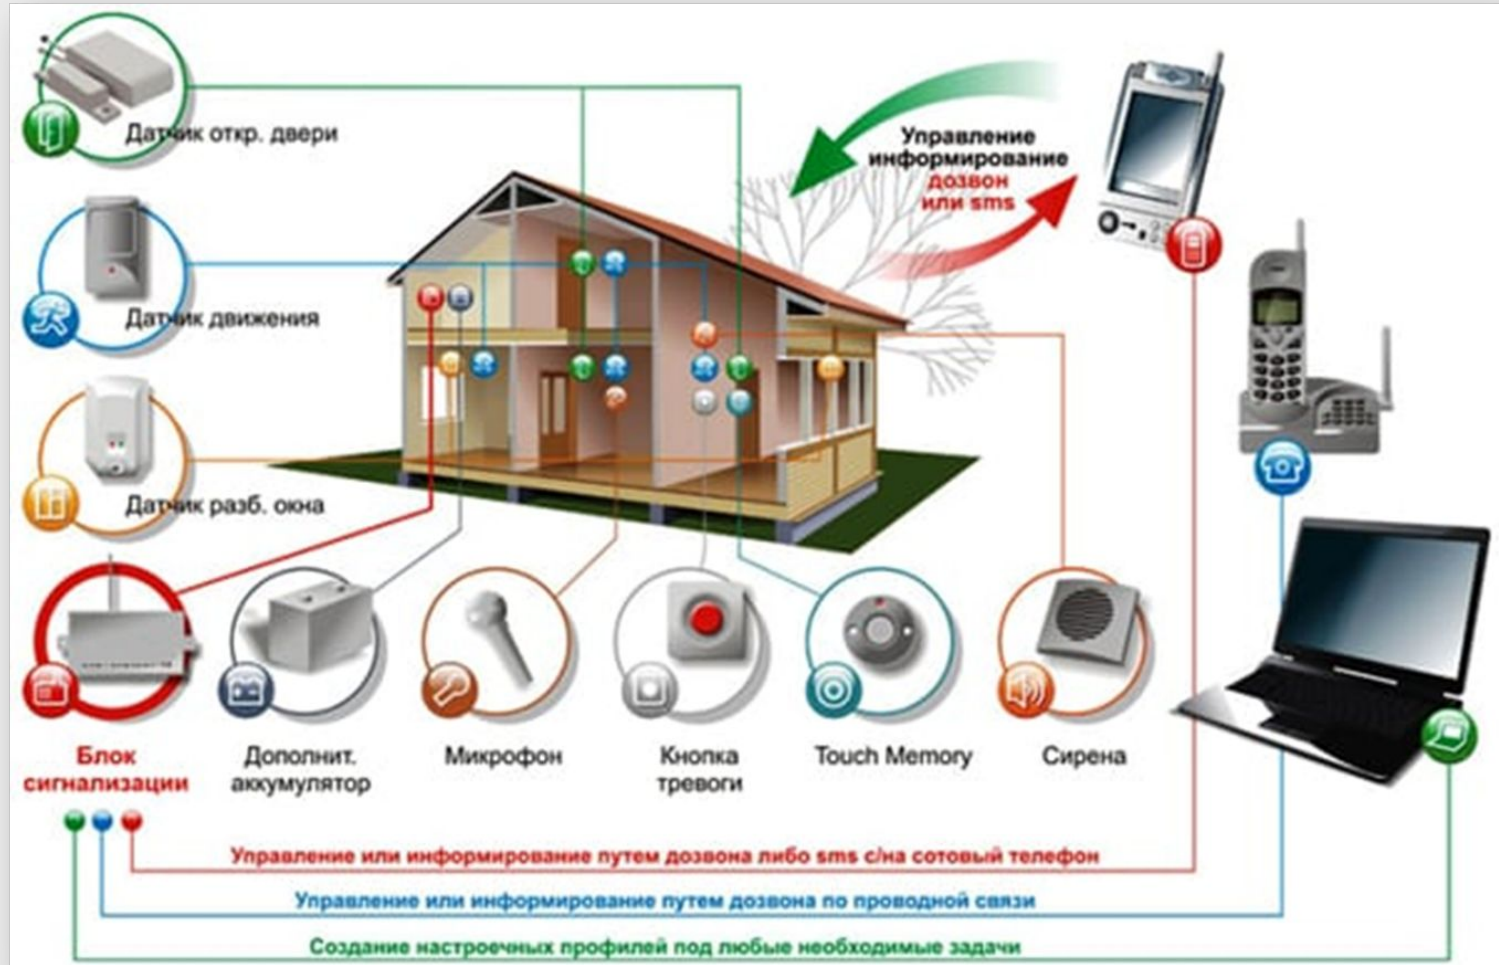 Датчик откр. двери
Управление
информирование
дозвон
или sms
Датчик движения
Датчик разб. окна
Блок
сигнализации
Дополнит.
аккумулятор
Микрофон
Кнопка
тревоги
Touch Memory
Сирена
Управление или информирование путем дозвона либо sms с/на сотовый телефон
Управление или информирование путем дозвона по проводной связи
Создание настроечных профилей под любые необходимые задачи